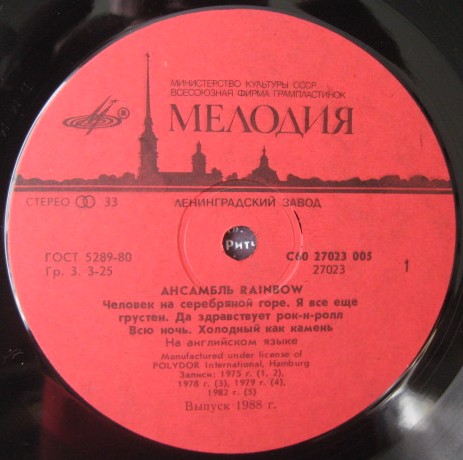 МИНИСТЕРСТВО КУЛЬТУРЫ СССР
ВСЕСОЮЗНАЯ ФИРМА ГРАМПЛАСТИНОК
МЕЛОДИЯ
СТЕРЕО 33
ЛЕНИНГРАДСКИЙ ЗАВОД
ГОСТ 5289-80
Гр. 3. 3-25
РИТ
С60 27023 005
27023
1
АНСАМБЛЬ RAINBOW
Человек на серебряной горе. Я все еще
грустен. Да здравствует рок-н-ролл
Всю ночь. Холодный как камень
На английском языке
Manufactured under license of
POLYDOR International, Hamburg
Записи: 1975 г. (1, 2),
1978 г. (3), 1979 г. (4),
1982 г. (5)
Выпуск 1988 г.